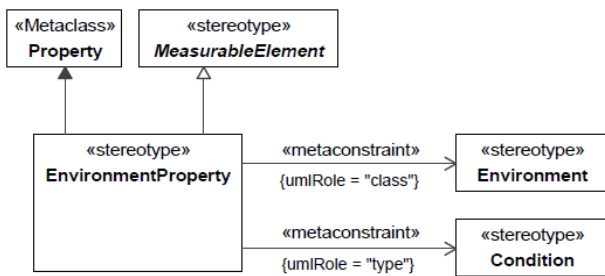 «Metaclass»
Property
«stereotype»
MeasurableElement
«stereotype»
EnvironmentProperty
«metaconstraint»
{umlRole = "class"}
«stereotype»
Environment
«metaconstraint»
{umlRole = "type"}
«stereotype»
Condition